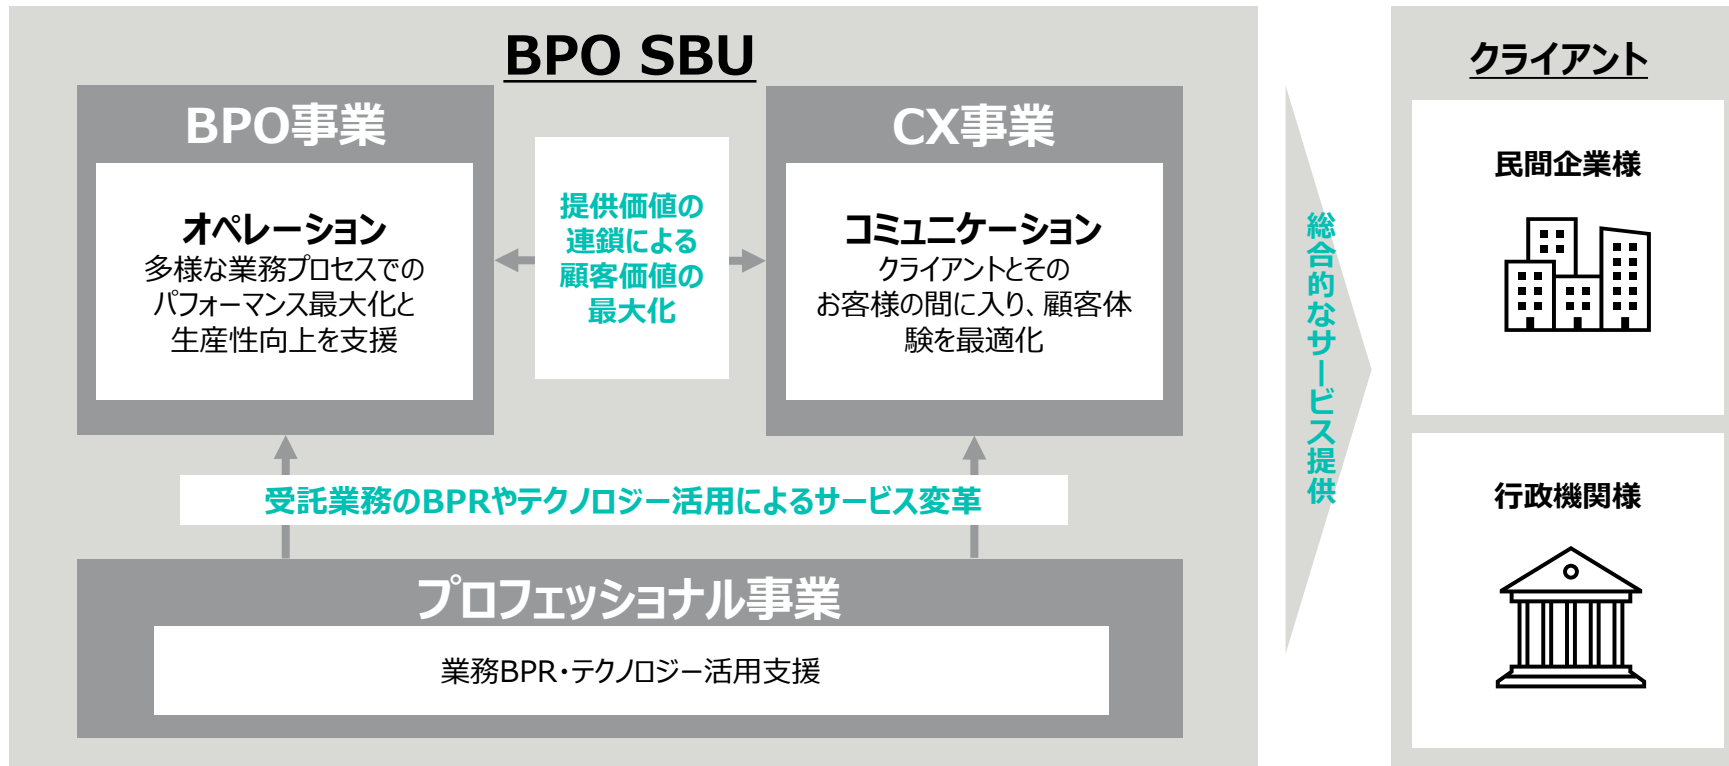 BPO SBU
BPO事業
オペレーション
多様な業務プロセスでの
パフォーマンス最大化と
生産性向上を支援
提供価値の
連鎖による
顧客価値の
最大化
CX事業
コミュニケーション
クライアントとその
お客様の間に入り、顧客体
験を最適化
受託業務のBPRやテクノロジー活用によるサービス変革
プロフェッショナル事業
業務BPR・テクノロジー活用支援
総合的なサービス提供
クライアント
民間企業様
行政機関様